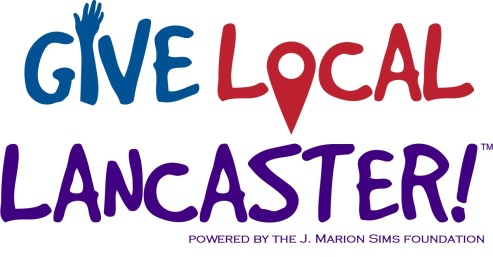 GIVE LOCAL
LANCASTER!™
POWERED BY THE J. MARION SIMS FOUNDATION